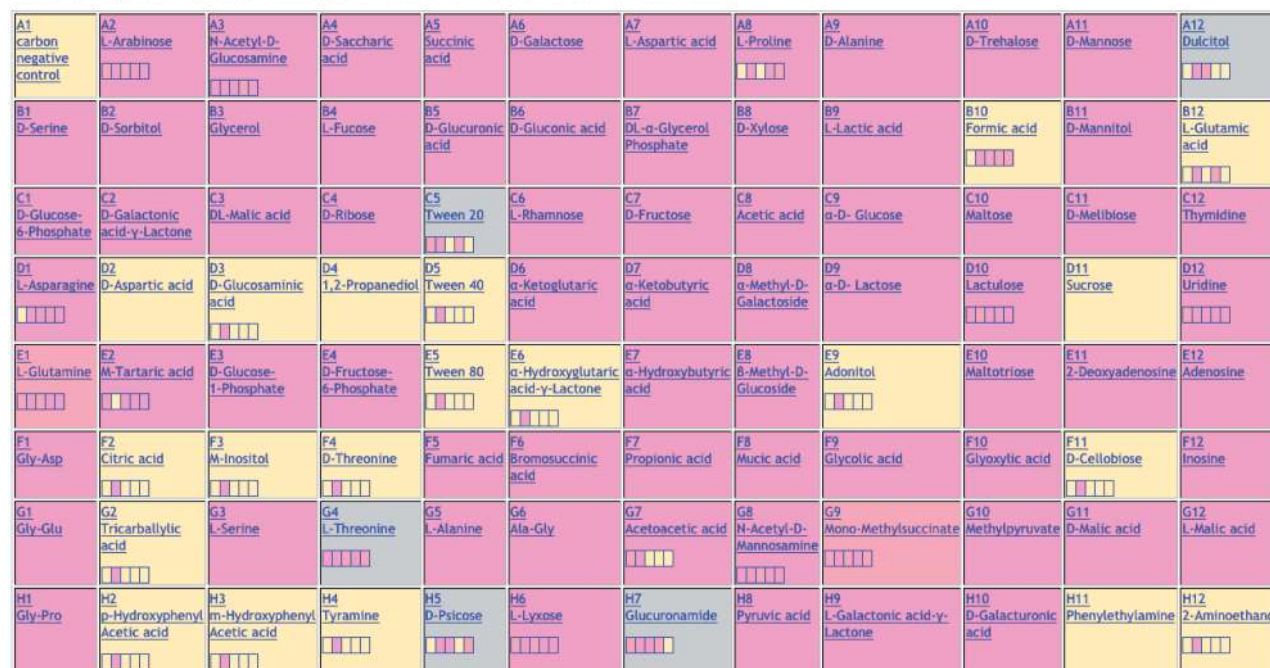 A1
carbon
negative
control
A2
L-Arabinose
A3
N-Acetyl-D-
Glucosamine
A4
D-Saccharic
acid
A5
Succinic
acid
A6
D-Galactose
A7
L-Aspartic acid
A8
L-Proline
A9
D-Alanine
A10
D-Trehalose
A11
D-Mannose
A12
Dulcitol
B1
D-Serine
B2
D-Sorbitol
B3
Glycerol
B4
L-Fucose
B5
D-Glucuronic
acid
B6
D-Gluconic acid
B7
DL-α-Glycerol
Phosphate
B8
D-Xylose
B9
L-Lactic acid
B10
Formic acid
B11
D-Mannitol
B12
L-Glutamic
acid
C1
D-Glucose-
6-Phosphate
C2
D-Galactonic
acid-γ-Lactone
C3
DL-Malic acid
C4
D-Ribose
C5
Tween 20
C6
L-Rhamnose
C7
D-Fructose
C8
Acetic acid
C9
α-D- Glucose
C10
Maltose
C11
D-Melibiose
C12
Thymidine
D1
L-Asparagine
D2
D-Aspartic acid
D3
D-Glucosaminic
acid
D4
1,2-Propanediol
D5
Tween 40
D6
α-Ketoglutaric
acid
D7
α-Ketobutyric
acid
D8
α-Methyl-D-
Galactoside
D9
α-D- Lactose
D10
Lactulose
D11
Sucrose
D12
Uridine
E1
L-Glutamine
E2
M-Tartaric acid
E3
D-Glucose-
1-Phosphate
E4
D-Fructose-
6-Phosphate
E5
Tween 80
E6
α-Hydroxyglutaric
acid-γ-Lactone
E7
α-Hydroxybutyric
acid
E8
β-Methyl-D-
Glucoside
E9
Adonitol
E10
Maltotriose
E11
2-Deoxyadenosine
E12
Adenosine
F1
Gly-Asp
F2
Citric acid
F3
M-Inositol
F4
D-Threonine
F5
Fumaric acid
F6
Bromosuccinic
acid
F7
Propionic acid
F8
Mucic acid
F9
Glycolic acid
F10
Glyoxylic acid
F11
D-Cellobiose
F12
Inosine
G1
Gly-Glu
G2
Tricarballylic
acid
G3
L-Serine
G4
L-Threonine
G5
L-Alanine
G6
Ala-Gly
G7
Acetoacetic acid
G8
N-Acetyl-D-
Mannosamine
G9
Mono-Methylsuccinate
G10
Methylpyruvate
G11
D-Malic acid
G12
L-Malic acid
H1
Gly-Pro
H2
p-Hydroxyphenyl
Acetic acid
H3
m-Hydroxyphenyl
Acetic acid
H4
Tyramine
H5
D-Psicose
H6
L-Lyxose
H7
Glucuronamide
H8
Pyruvic acid
H9
L-Galactonic acid-γ-
Lactone
H10
D-Galacturonic
acid
H11
Phenylethylamine
H12
2-Aminoethano